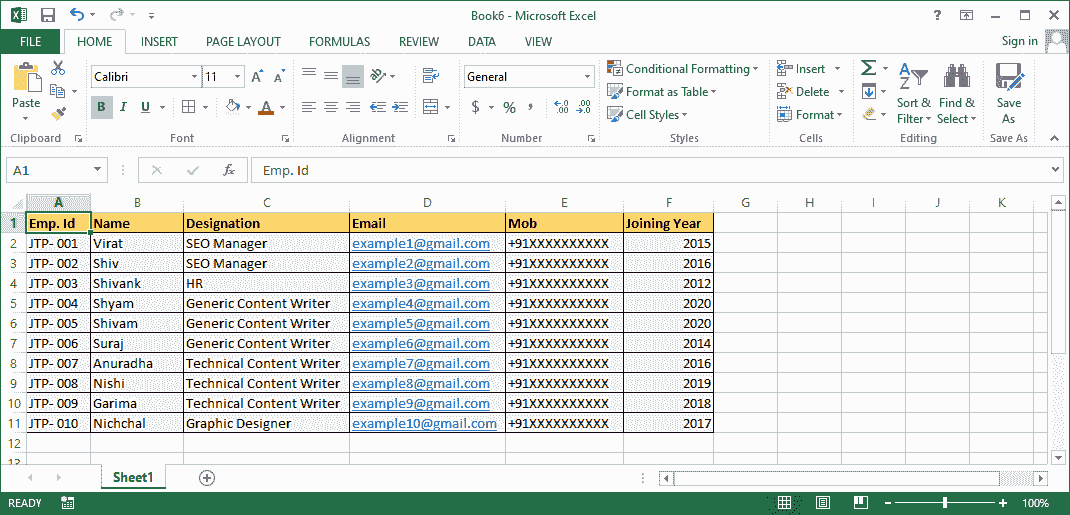 Book6 - Microsoft Excel
?
FILE HOME INSERT PAGE LAYOUT FORMULAS REVIEW DATA VIEW Sign in
Paste
Calibri 11
B I U A
General
$ % ,
Conditional Formatting
Format as Table
Cell Styles
Insert
Delete
Format
Sort & Filter
Find & Select
Save As
Clipboard Font Alignment Number Styles Cells Editing Save As
A1 fx Emp. Id
A B C D E F G H I J K
1 Emp. Id Name Designation Email Mob Joining Year
2 JTP- 001 Virat SEO Manager example1@gmail.com +91XXXXXXXXXX 2015
3 JTP- 002 Shiv SEO Manager example2@gmail.com +91XXXXXXXXXX 2016
4 JTP- 003 Shivank HR example3@gmail.com +91XXXXXXXXXX 2012
5 JTP- 004 Shyam Generic Content Writer example4@gmail.com +91XXXXXXXXXX 2020
6 JTP- 005 Shivam Generic Content Writer example5@gmail.com +91XXXXXXXXXX 2020
7 JTP- 006 Suraj Generic Content Writer example6@gmail.com +91XXXXXXXXXX 2014
8 JTP- 007 Anuradha Technical Content Writer example7@gmail.com +91XXXXXXXXXX 2016
9 JTP- 008 Nishi Technical Content Writer example8@gmail.com +91XXXXXXXXXX 2019
10 JTP- 009 Garima Technical Content Writer example9@gmail.com +91XXXXXXXXXX 2018
11 JTP- 010 Nichchal Graphic Designer example10@gmail.com +91XXXXXXXXXX 2017
12
13
Sheet1
READY 100%